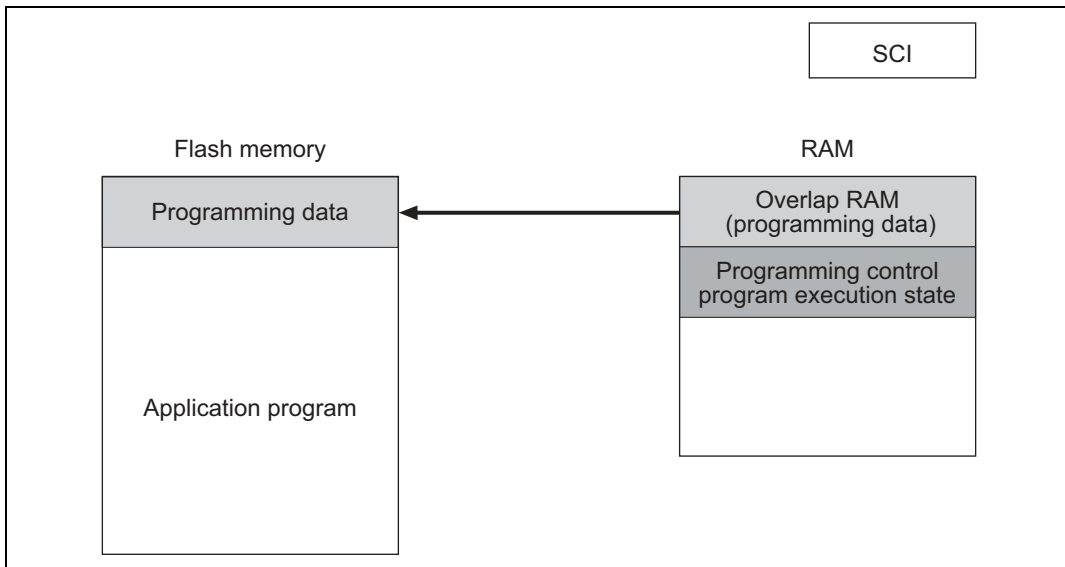 SCI
Flash memory
RAM
Programming data
Overlap RAM
(programming data)
Programming control
program execution state
Application program